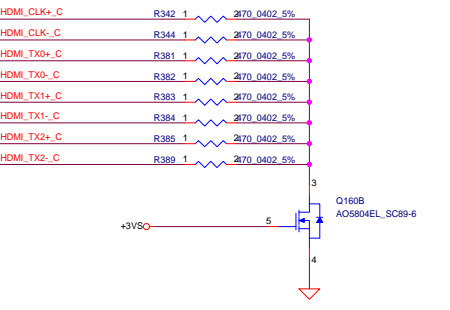 HDMI_CLK+_C R342 1 2 470_0402_5%
HDMI_CLK-_C R344 1 2 470_0402_5%
HDMI_TX0+_C R381 1 2 470_0402_5%
HDMI_TX0-_C R382 1 2 470_0402_5%
HDMI_TX1+_C R383 1 2 470_0402_5%
HDMI_TX1-_C R384 1 2 470_0402_5%
HDMI_TX2+_C R385 1 2 470_0402_5%
HDMI_TX2-_C R389 1 2 470_0402_5%
3
Q160B
AO5804EL_SC89-6
+3VS 5
4